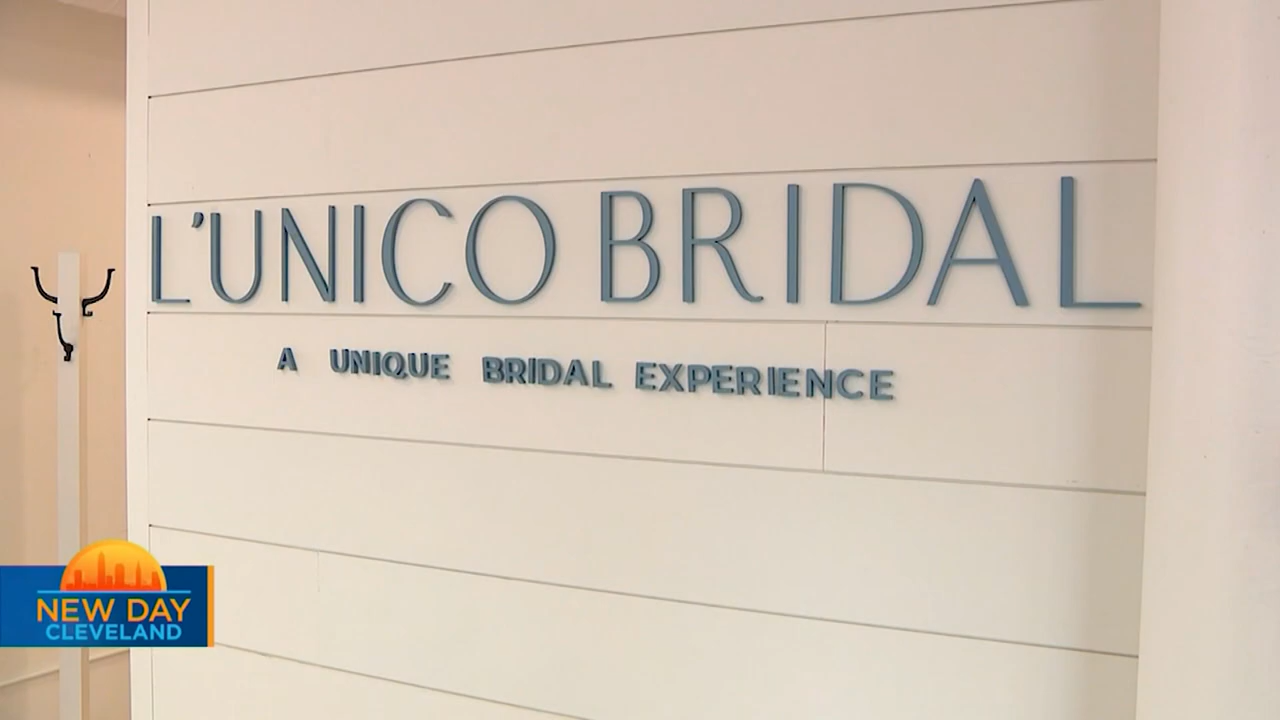 L'UNICO BRIDAL
A UNIQUE BRIDAL EXPERIENCE
NEW DAY
CLEVELAND